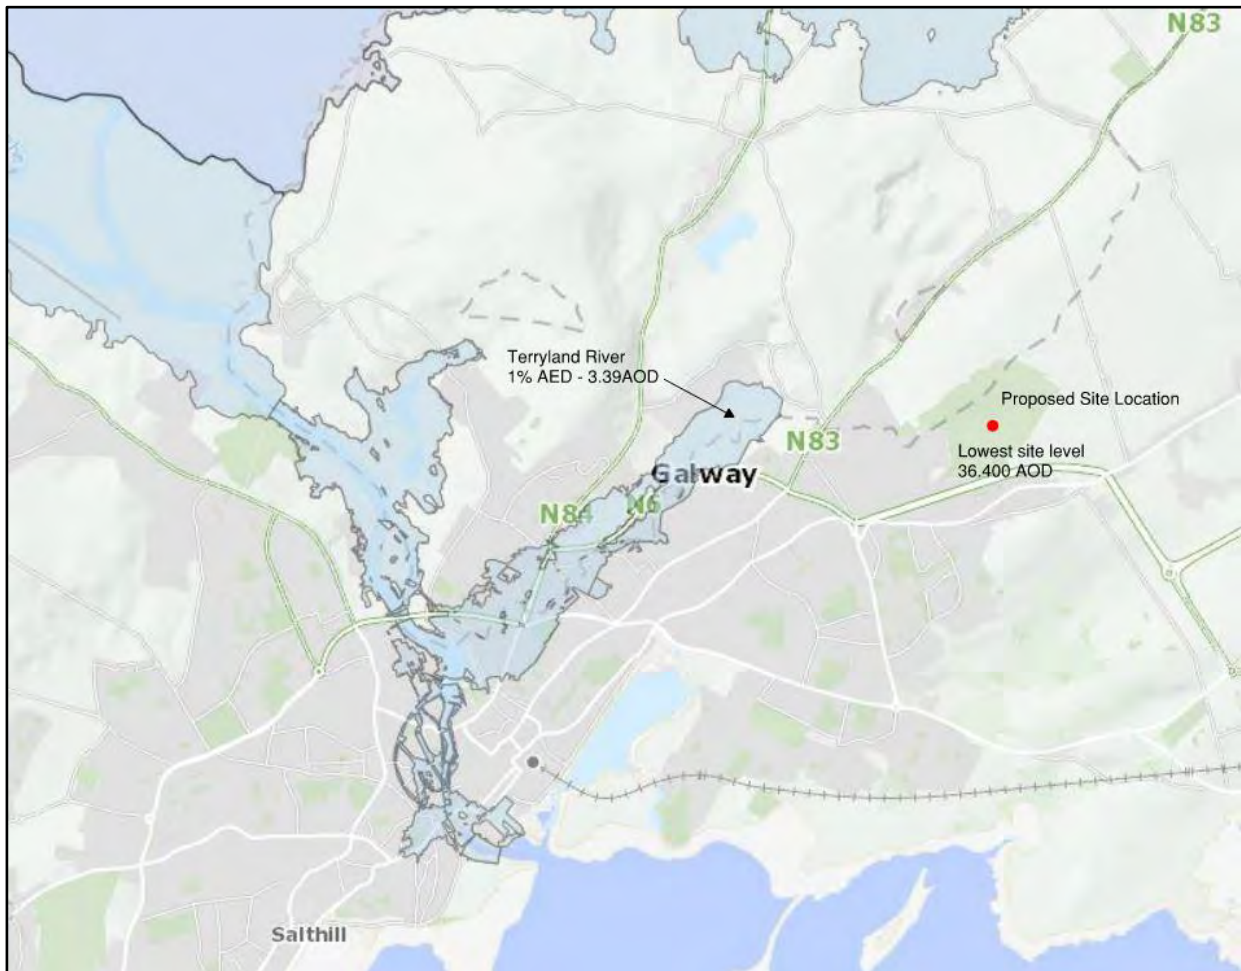 N83
Terryland River
1% AED - 3.39AOD
Proposed Site Location
N83
Lowest site level
36.400 AOD
Galway
N84
N6
Salthill